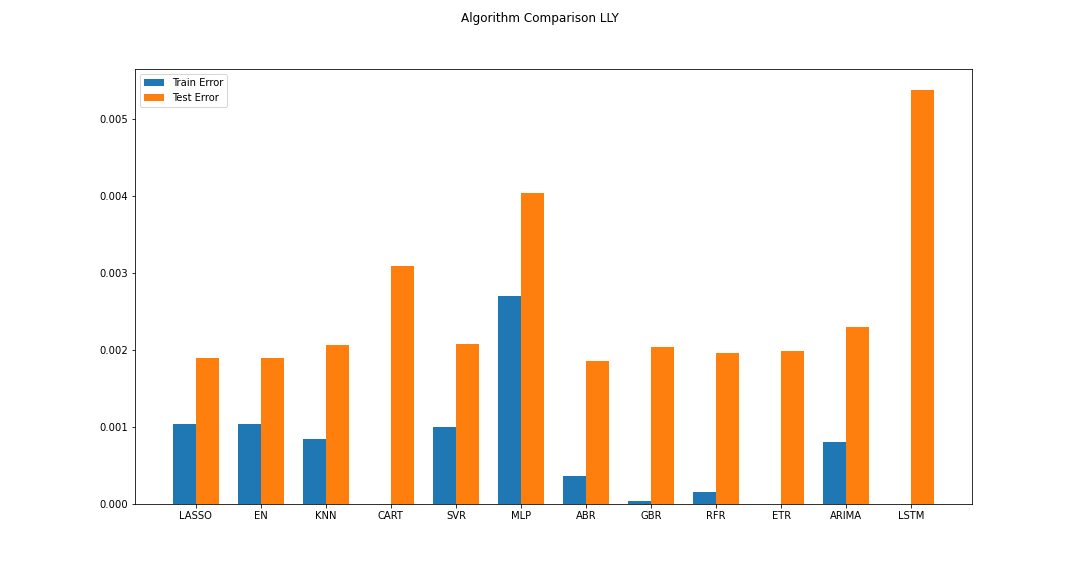 Algorithm Comparison LLY
Train Error
Test Error
0.005
0.004
0.003
0.002
0.001
0.000
LASSO EN KNN CART SVR MLP ABR GBR RFR ETR ARIMA LSTM